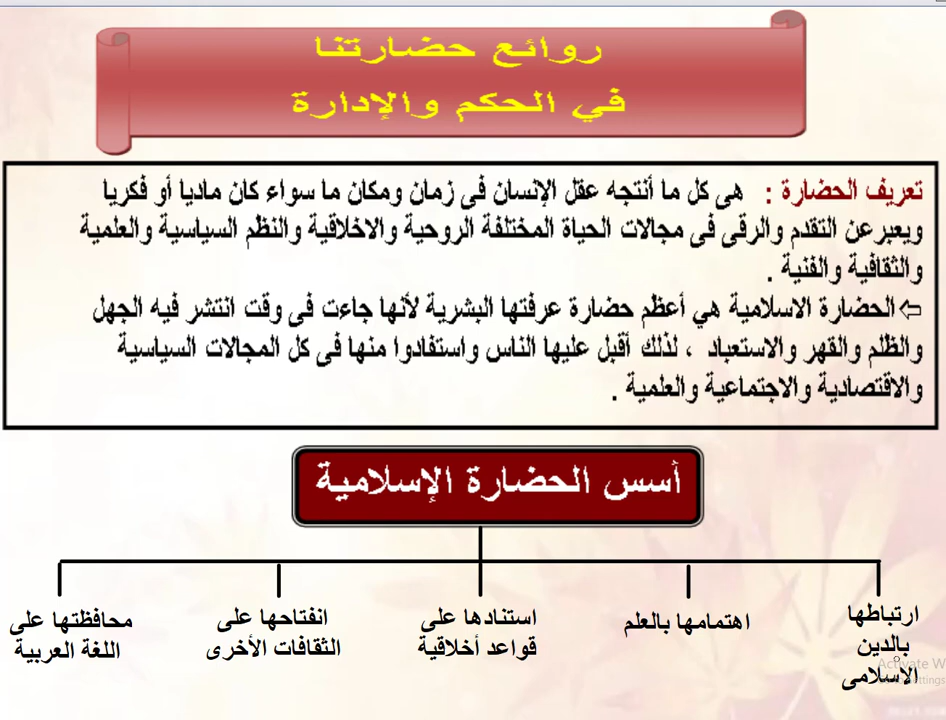 روائع حضارتنا
في الحكم والإدارة
تعريف الحضارة : هى كل ما أنتجه عقل الإنسان فى زمان ومكان ما سواء كان ماديا أو فكريا
ويعبرعن التقدم والرقى فى مجالات الحياة المختلفة الروحية والاخلاقية والنظم السياسية والعلمية
والثقافية والفنية .
⇦ الحضارة الاسلامية هي أعظم حضارة عرفتها البشرية لأنها جاءت فى وقت انتشر فيه الجهل
والظلم والقهر والاستعباد ، لذلك أقبل عليها الناس واستفادوا منها فى كل المجالات السياسية
والاقتصادية والاجتماعية والعلمية .
أسس الحضارة الإسلامية
ارتباطها
بالدين
الاسلامى
اهتمامها بالعلم
استنادها على
قواعد أخلاقية
انفتاحها على
الثقافات الأخرى
محافظتها على
اللغة العربية
Activate W
ettings